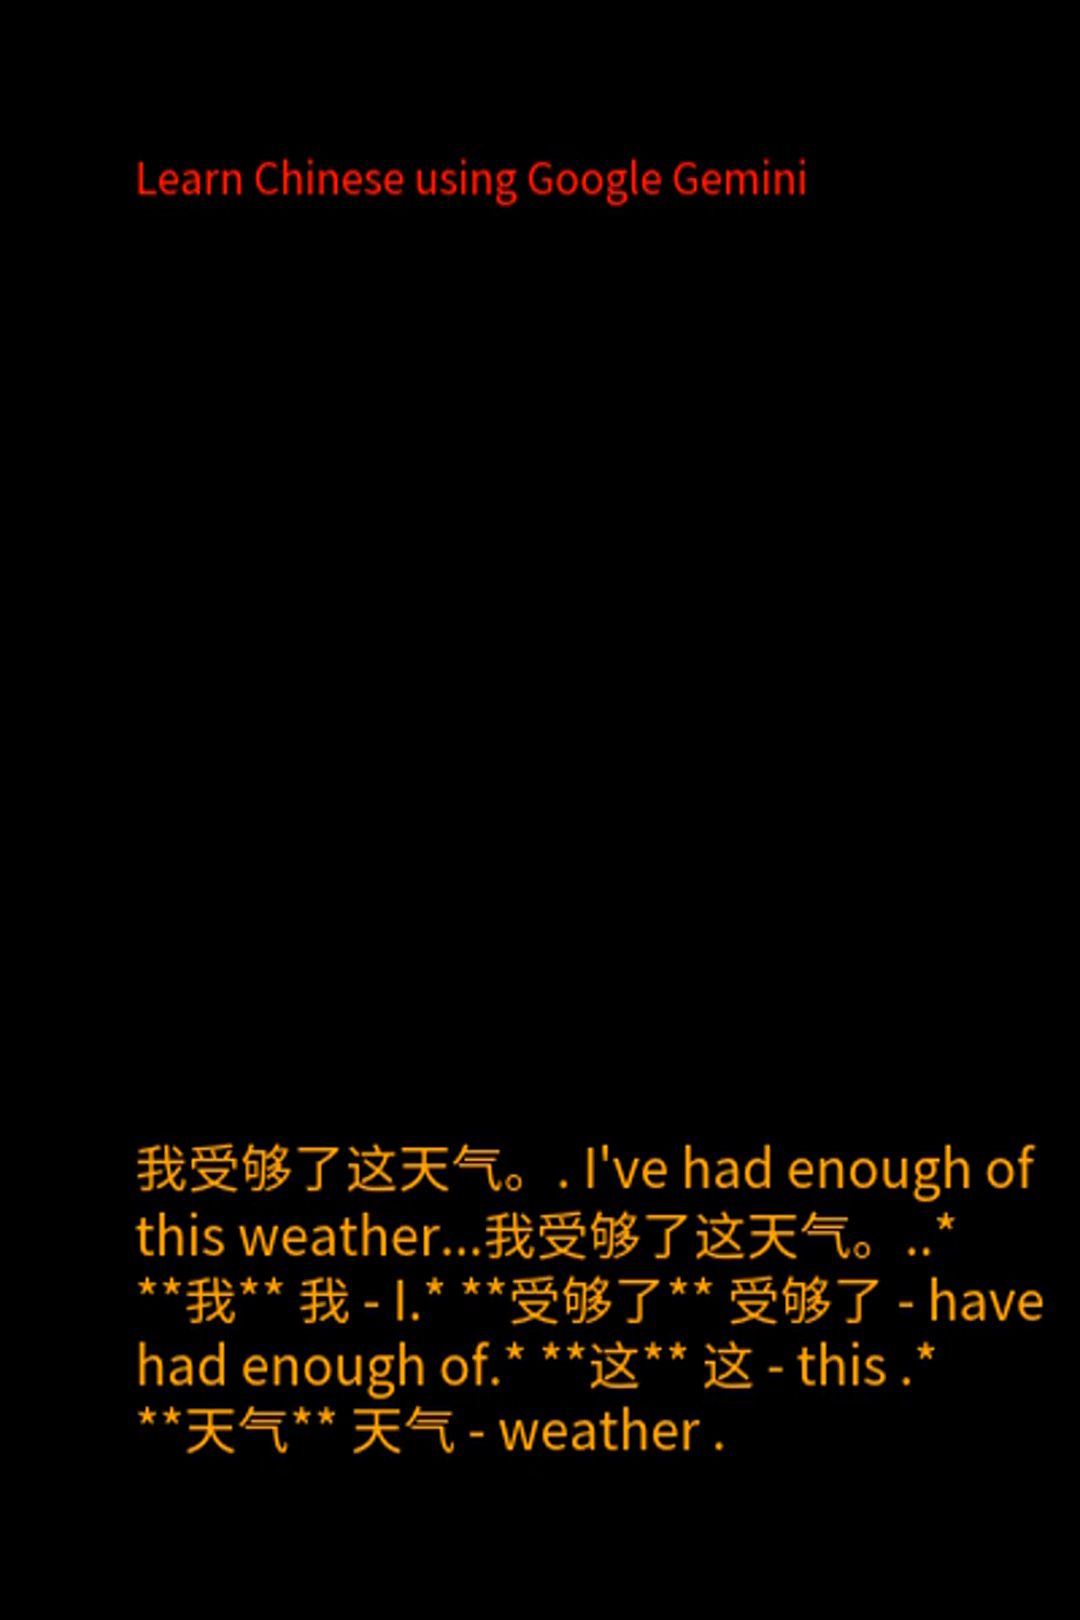 Learn Chinese using Google Gemini
我受够了这天气。. I've had enough of
this weather...我受够了这天气。..*
**我** 我 - I.* **受够了** 受够了 - have
had enough of.* **这** 这 - this .*
**天气** 天气 - weather .